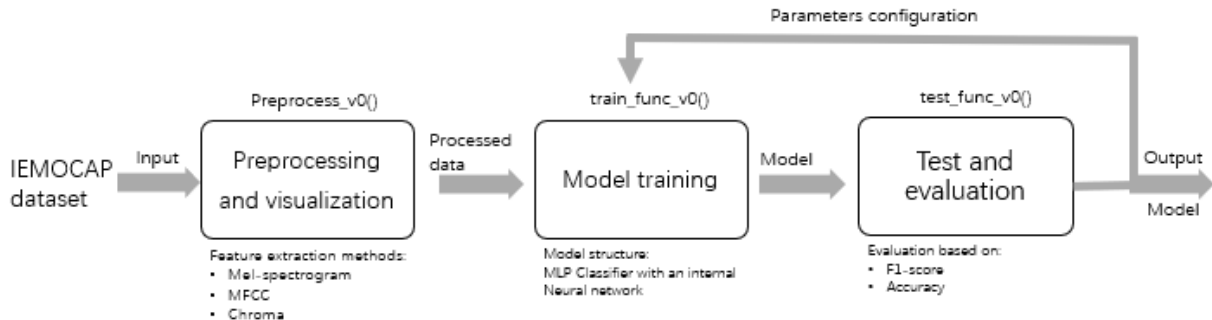 Parameters configuration
Preprocess_v0()
train_func_v0()
test_func_v0()
IEMOCAP
dataset
Input
Preprocessing
and visualization
Processed
data
Model training
Model
Test and
evaluation
Output
Model
Feature extraction methods:
• Mel-spectrogram
• MFCC
• Chroma
Model structure:
MLP Classifier with an internal
Neural network
Evaluation based on:
• F1-score
• Accuracy